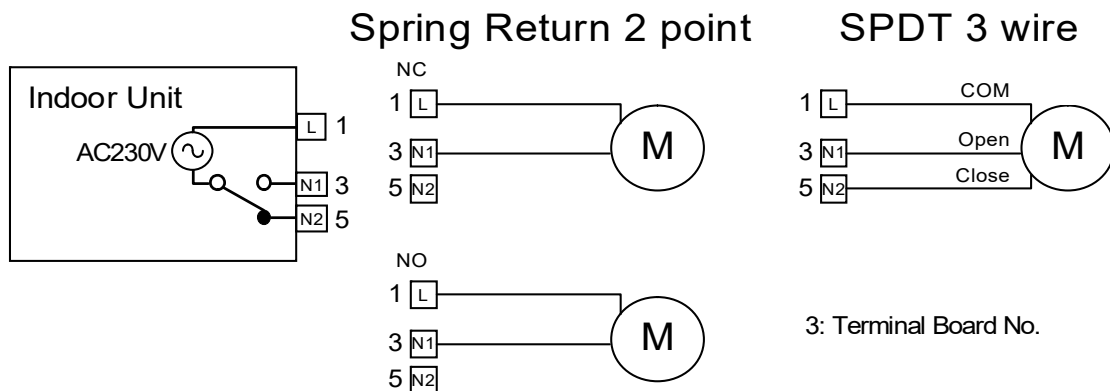 Spring Return 2 point
SPDT 3 wire
Indoor Unit
AC230V
L 1
N1 3
N2 5
NC
1 L
3 N1
5 N2
M
NO
1 L
3 N1
5 N2
M
1 L
3 N1
5 N2
COM
Open
Close
M
3: Terminal Board No.